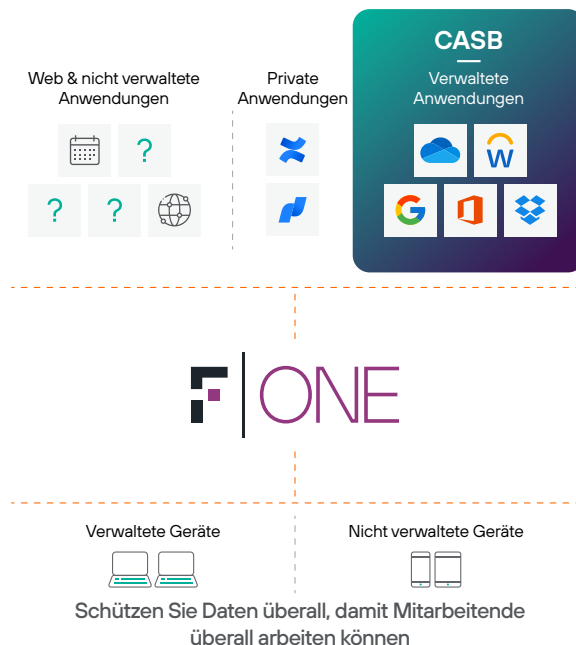 Web & nicht verwaltete
Anwendungen
? 
? ?
Private
Anwendungen
CASB
Verwaltete
Anwendungen
W
G
F|ONE
Verwaltete Geräte
Nicht verwaltete Geräte
Schützen Sie Daten überall, damit Mitarbeitende
überall arbeiten können